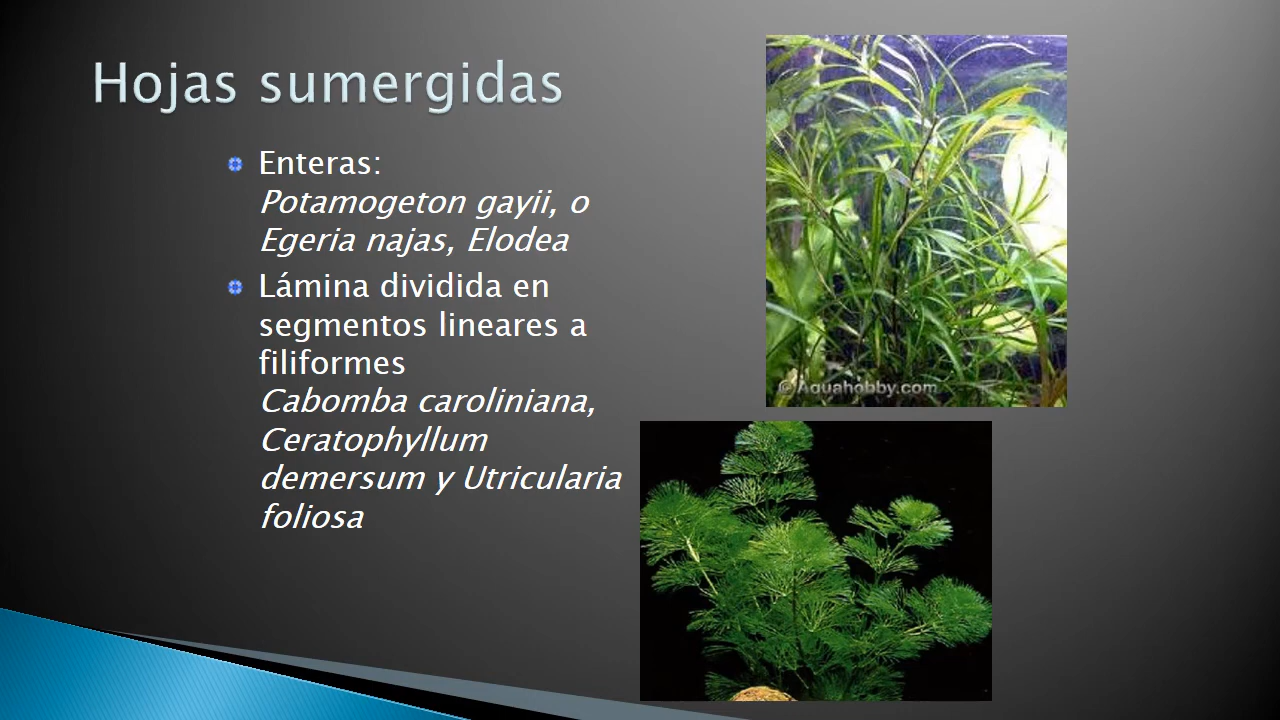 Hojas sumergidas
Enteras:
Potamogeton gayii, o
Egeria najas, Elodea
Lámina dividida en
segmentos lineares a
filiformes
Cabomba caroliniana,
Ceratophyllum
demersum y Utricularia
foliosa
© Aquahobby.com